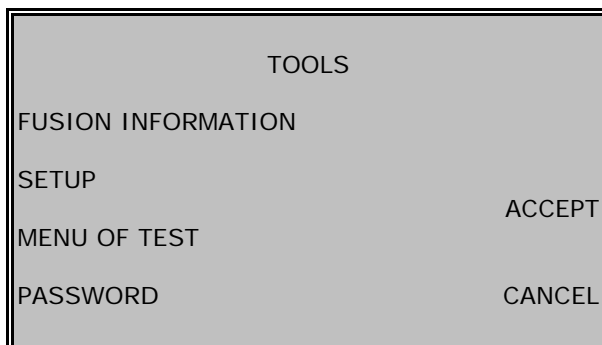 TOOLS
FUSION INFORMATION
SETUP
ACCEPT
MENU OF TEST
PASSWORD CANCEL